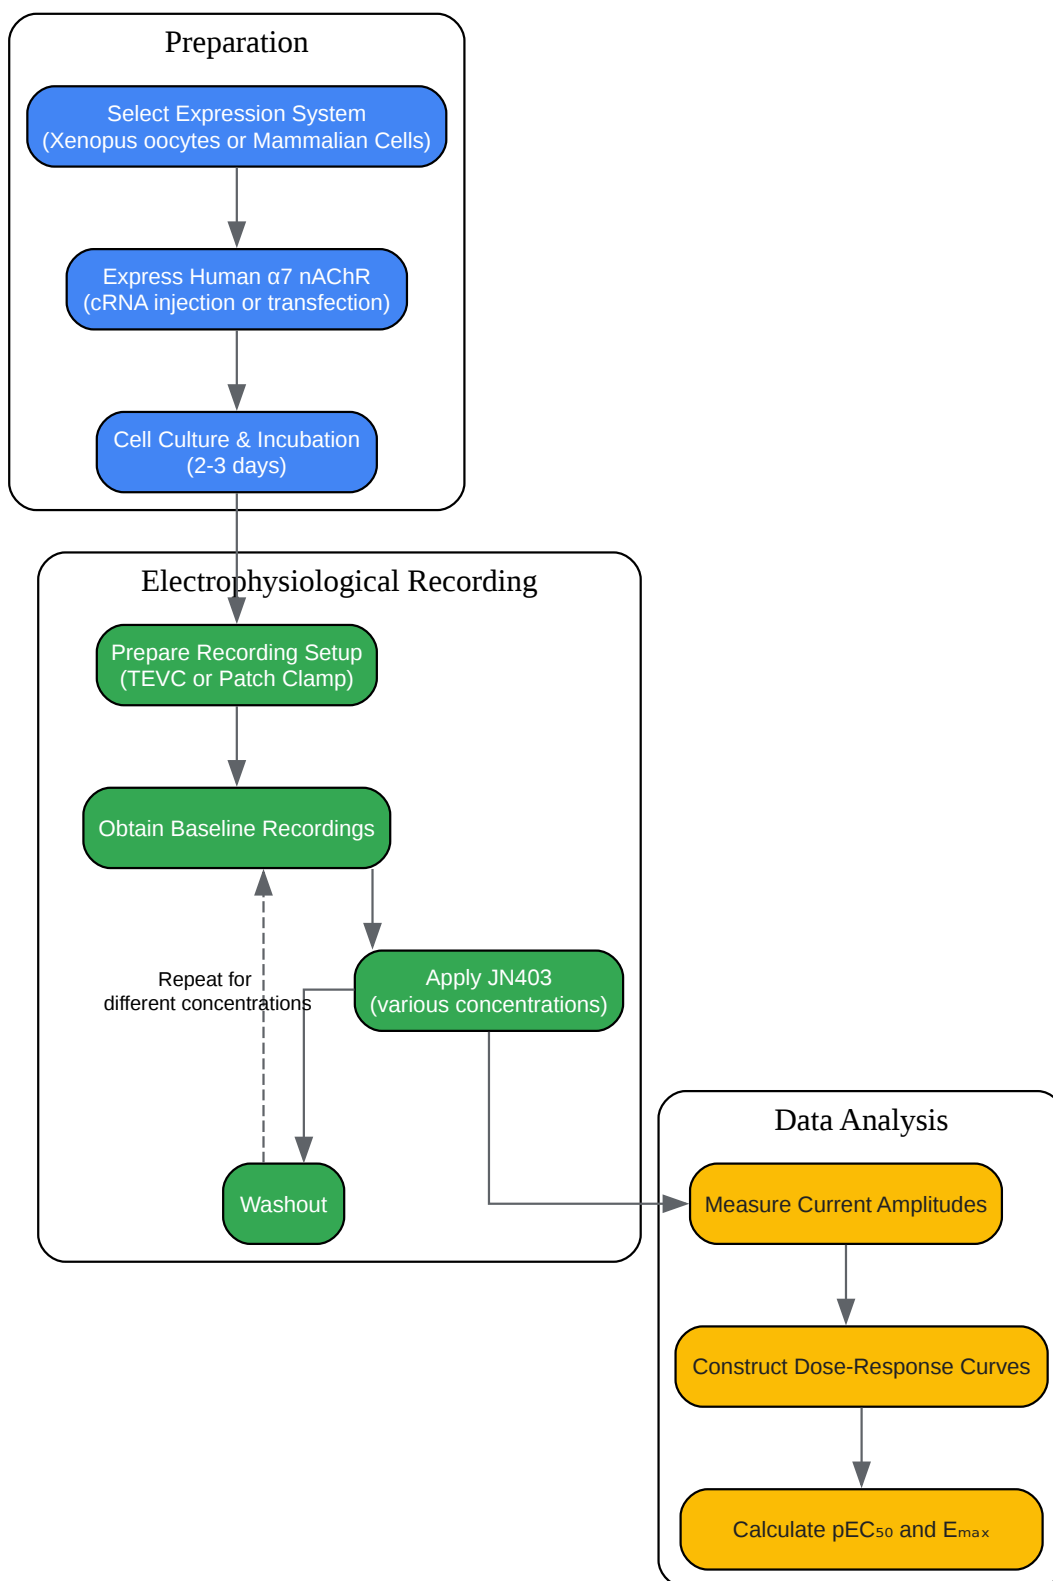 Preparation
Select Expression System
(Xenopus oocytes or Mammalian Cells)
Express Human α7 nAChR
(cRNA injection or transfection)
Cell Culture & Incubation
(2-3 days)
Electrophysiological Recording
Prepare Recording Setup
(TEVC or Patch Clamp)
Obtain Baseline Recordings
Repeat for
different concentrations
Apply JN403
(various concentrations)
Washout
Data Analysis
Measure Current Amplitudes
Construct Dose-Response Curves
Calculate pEC₅₀ and Eₘₐₓ